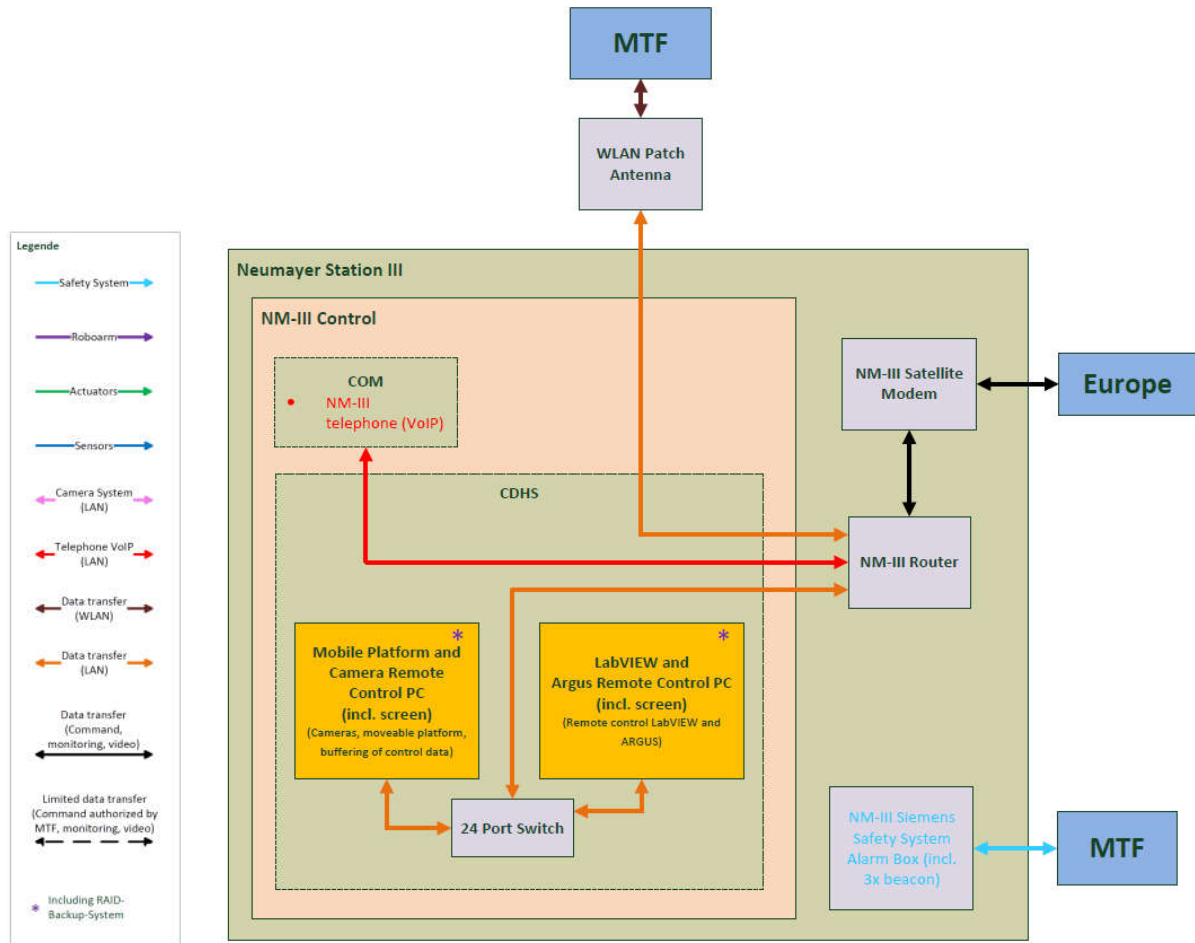 MTF
WLAN Patch
Antenna
Legende
Safety System
Roboarm
Actuators
Sensors
Camera System
(LAN)
Telephone VoIP
(LAN)
Data transfer
(WLAN)
Data transfer
(LAN)
Data transfer
(Command,
monitoring, video)
Limited data transfer
(Command authorized by
MTF, monitoring, video)
* Including RAID-
Backup-System
Neumayer Station III
NM-III Control
COM
• NM-III
telephone (VoIP)
CDHS
*
Mobile Platform and
Camera Remote
Control PC
(incl. screen)
(Cameras, moveable platform,
buffering of control data)
*
LabVIEW and
Argus Remote Control PC
(incl. screen)
(Remote control LabVIEW and
ARGUS)
24 Port Switch
NM-III Satellite
Modem
Europe
NM-III Router
NM-III Siemens
Safety System
Alarm Box (incl.
3x beacon)
MTF